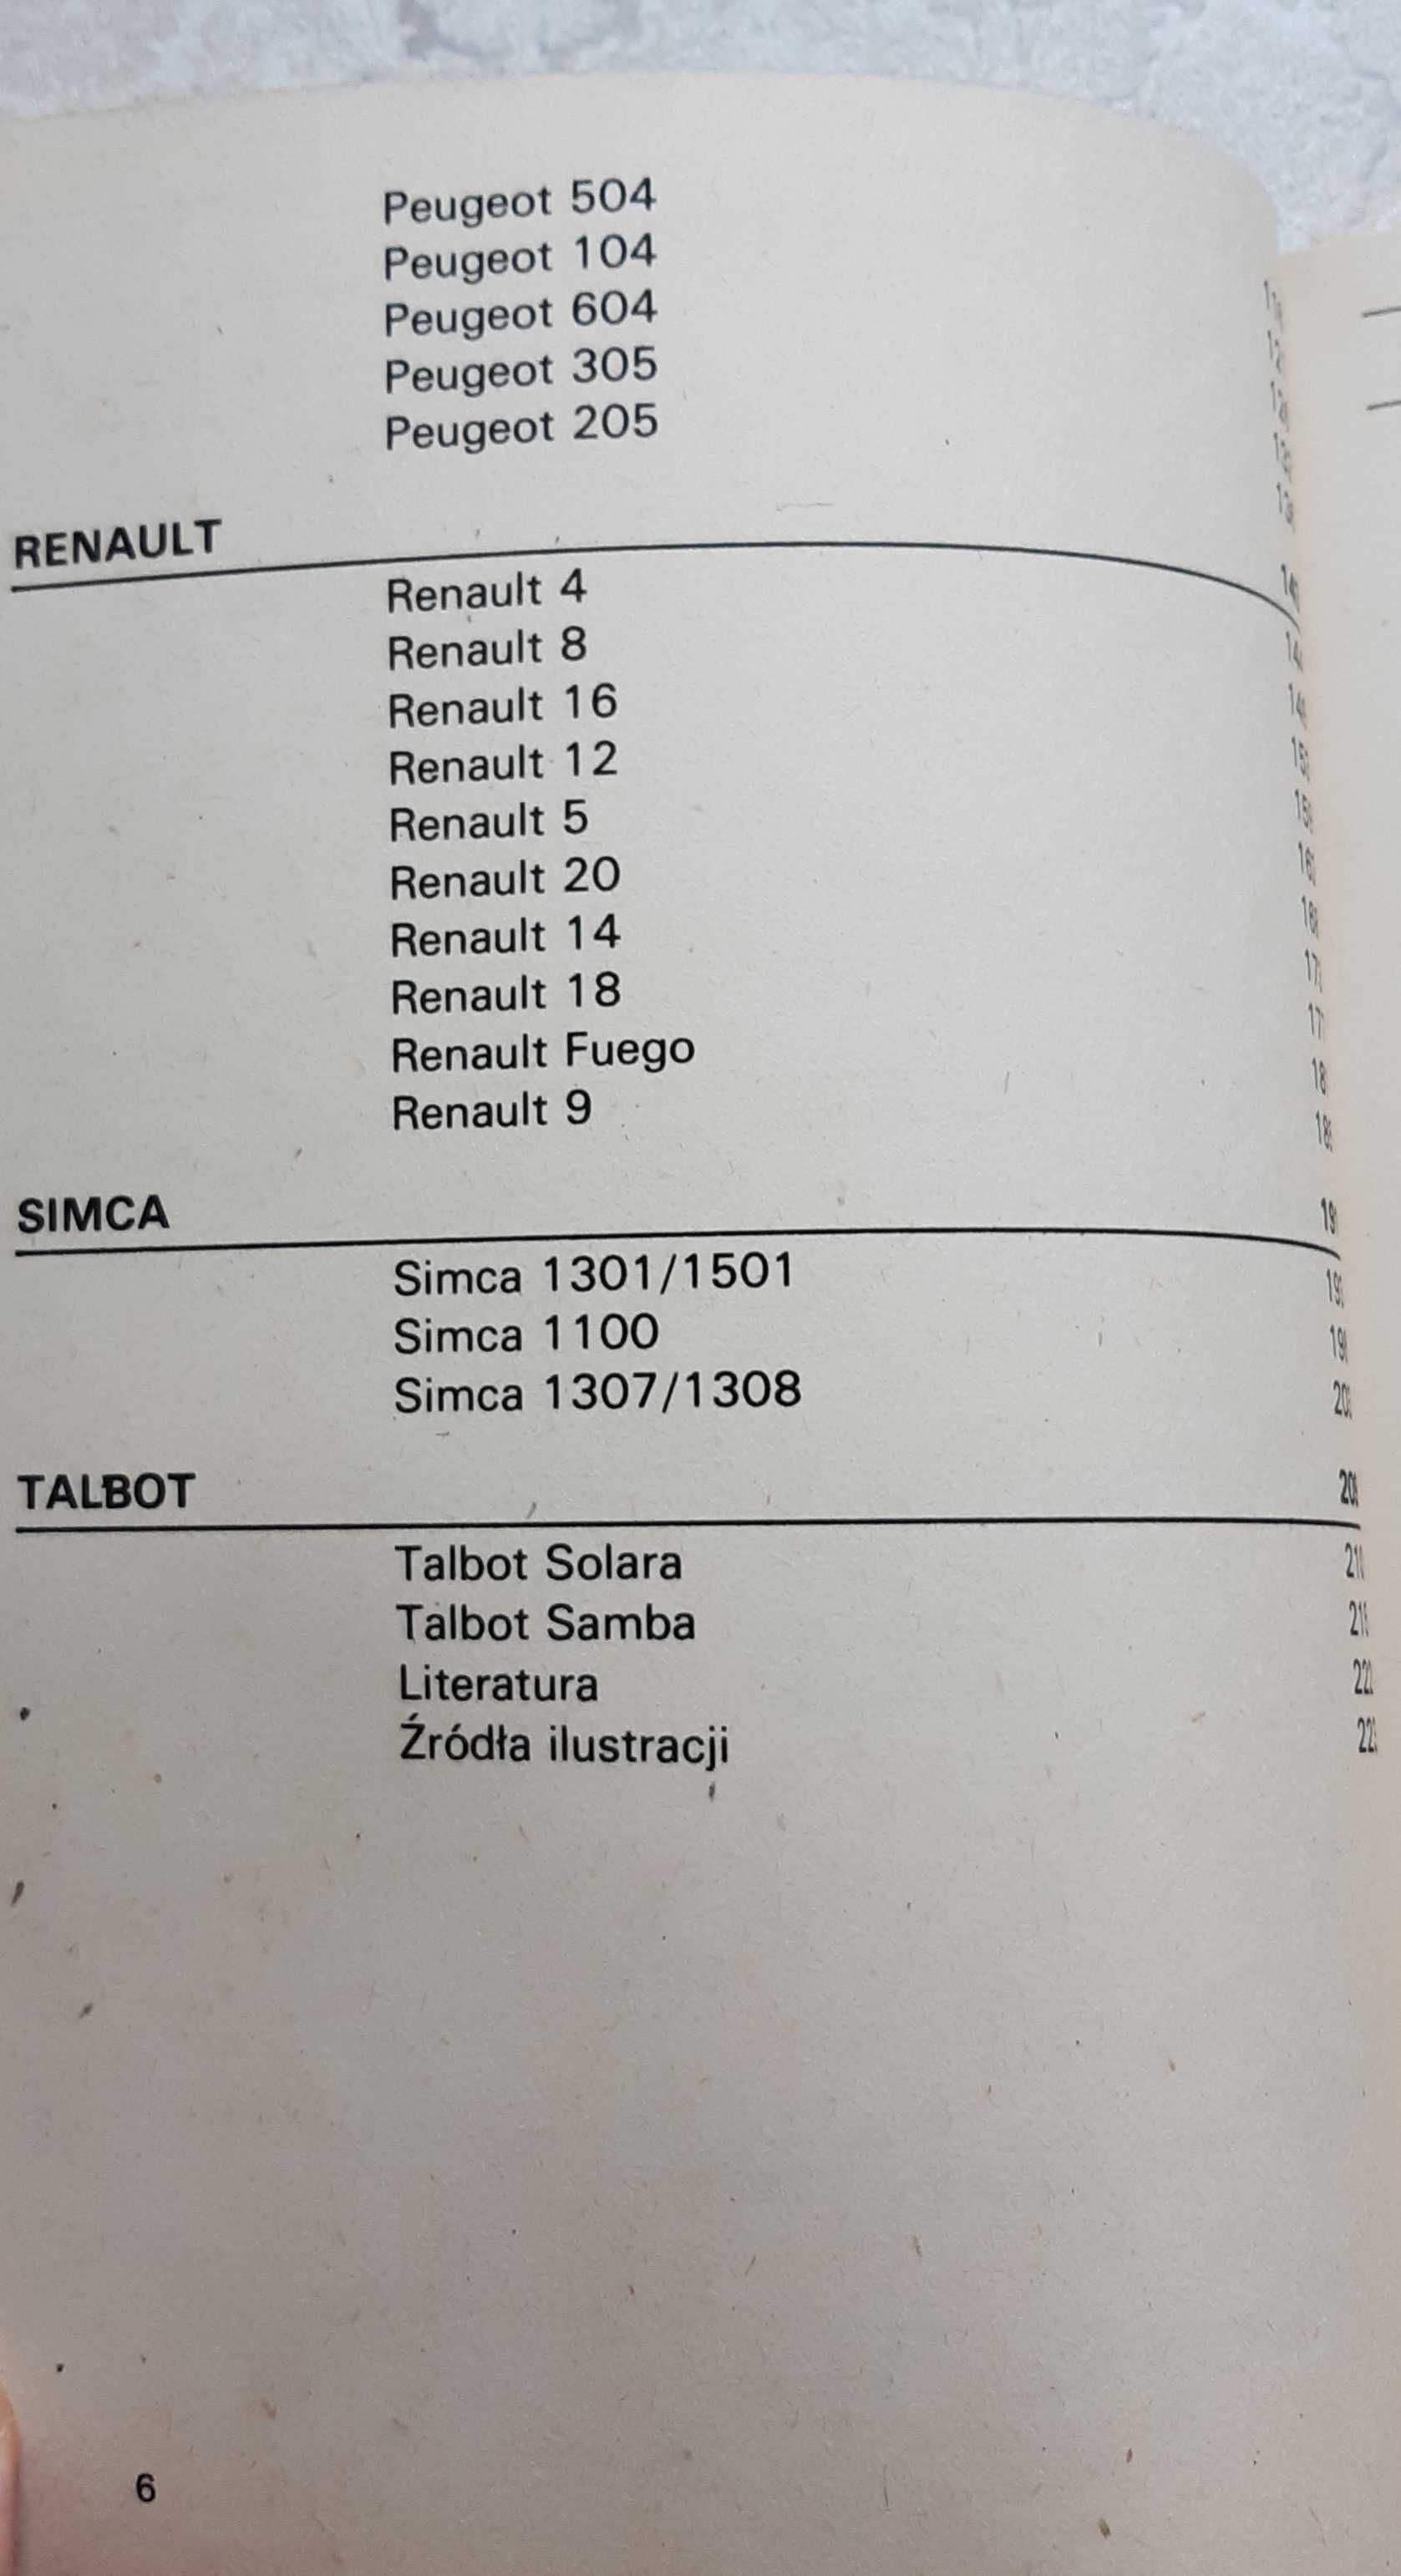 Peugeot 504
Peugeot 104
Peugeot 604
Peugeot 305
Peugeot 205
RENAULT
Renault 4
Renault 8
Renault 16
Renault 12
Renault 5
Renault 20
Renault 14
Renault 18
Renault Fuego
Renault 9
SIMCA
Simca 1301/1501
Simca 1100
Simca 1307/1308
TALBOT
Talbot Solara
Talbot Samba
Literatura
Źródła ilustracji
6